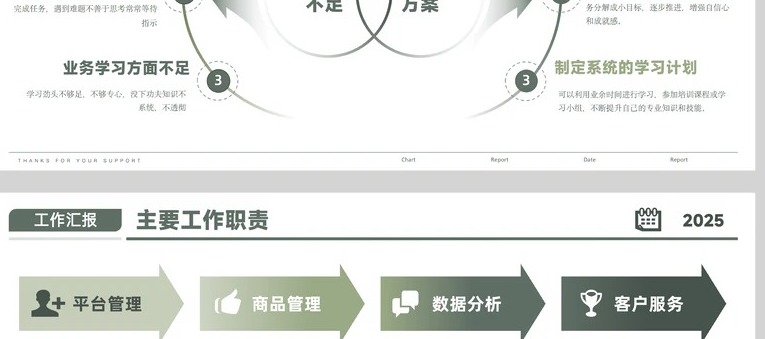 完成任务，遇到难题不善于思考常常等待
指示
不足
方案
务分解成小目标，逐步推进，增强自信心
和成就感。
3
业务学习方面不足
学习劲头不够足，不够专心，没下功夫知识不
系统，不透彻
3
制定系统的学习计划
可以利用业余时间进行学习，参加培训课程或学
习小组，不断提升自己的专业知识和技能。
THANKS FOR YOUR SUPPORT
Chart
Report
Date
Report
工作汇报
主要工作职责
2025
平台管理
商品管理
数据分析
客户服务